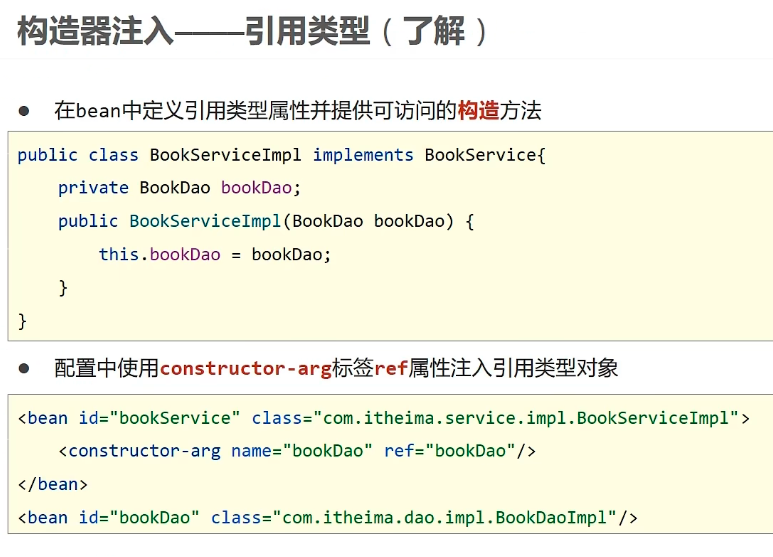 构造器注入——引用类型（了解）
● 在bean中定义引用类型属性并提供可访问的构造方法
public class BookServiceImpl implements BookService{
    private BookDao bookDao;
    public BookServiceImpl(BookDao bookDao) {
        this.bookDao = bookDao;
    }
}
● 配置中使用constructor-arg标签ref属性注入引用类型对象
<bean id="bookService" class="com.itheima.service.impl.BookServiceImpl">
    <constructor-arg name="bookDao" ref="bookDao"/>
</bean>
<bean id="bookDao" class="com.itheima.dao.impl.BookDaoImpl"/>